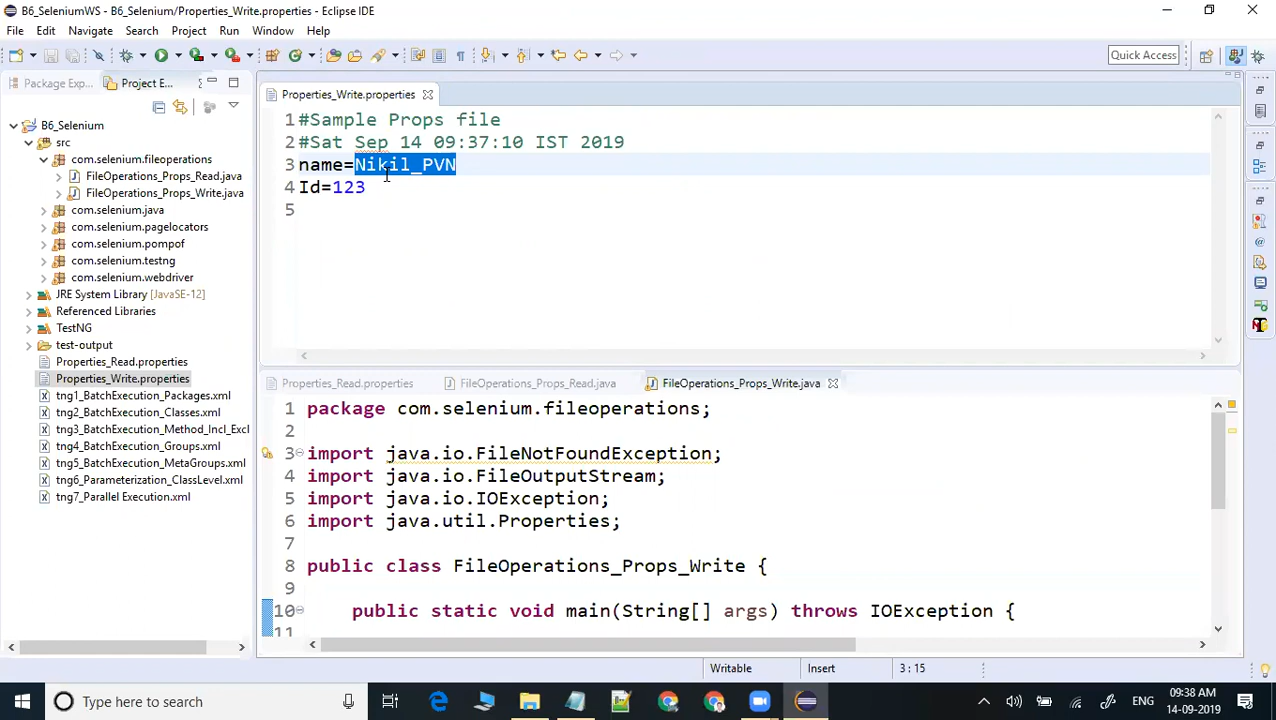 B6_SeleniumWS - B6_Selenium/Properties_Write.properties - Eclipse IDE
File Edit Navigate Search Project Run Window Help
Quick Access
Package Exp... Project E...
B6_Selenium
src
com.selenium.fileoperations
FileOperations_Props_Read.java
FileOperations_Props_Write.java
com.selenium.java
com.selenium.pagelocators
com.selenium.pompof
com.selenium.testng
com.selenium.webdriver
JRE System Library [JavaSE-12]
Referenced Libraries
TestNG
test-output
Properties_Read.properties
Properties_Write.properties
tng1_BatchExecution_Packages.xml
tng2_BatchExecution_Classes.xml
tng3_BatchExecution_Method_Incl_Excl
tng4_BatchExecution_Groups.xml
tng5_BatchExecution_MetaGroups.xml
tng6_Parameterization_ClassLevel.xml
tng7_Parallel Execution.xml
Properties_Write.properties
1 #Sample Props file
2 #Sat Sep 14 09:37:10 IST 2019
3 name=Nikil_PVN
4 Id=123
5
Properties_Read.properties FileOperations_Props_Read.java FileOperations_Props_Write.java
1 package com.selenium.fileoperations;
2
3 import java.io.FileNotFoundException;
4 import java.io.FileOutputStream;
5 import java.io.IOException;
6 import java.util.Properties;
7
8 public class FileOperations_Props_Write {
9
10 public static void main(String[] args) throws IOException {
11
Writable Insert 3 : 15
Type here to search
ENG
09:38 AM
14-09-2019